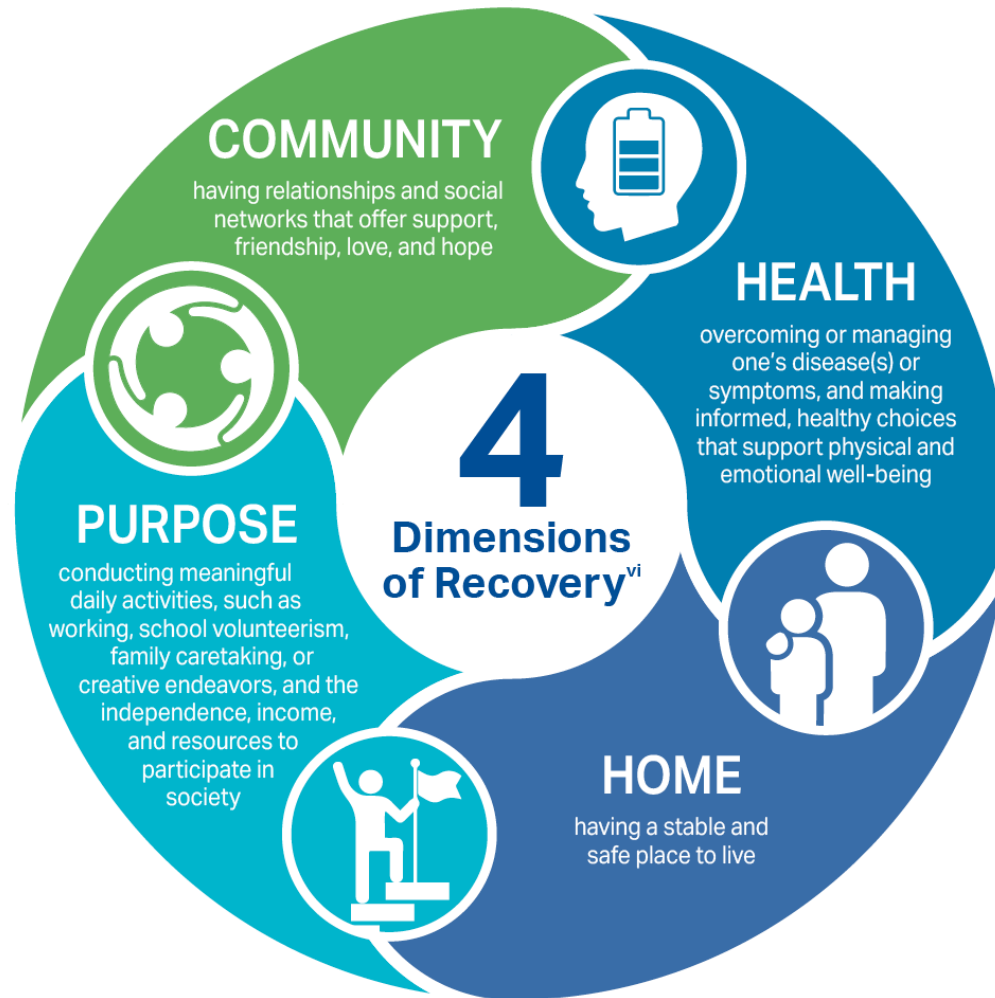 4
Dimensions
of Recovery^vi
COMMUNITY
having relationships and social
networks that offer support,
friendship, love, and hope
HEALTH
overcoming or managing
one's disease(s) or
symptoms, and making
informed, healthy choices
that support physical and
emotional well-being
HOME
having a stable and
safe place to live
PURPOSE
conducting meaningful
daily activities, such as
working, school volunteerism,
family caretaking, or
creative endeavors, and the
independence, income,
and resources to
participate in
society